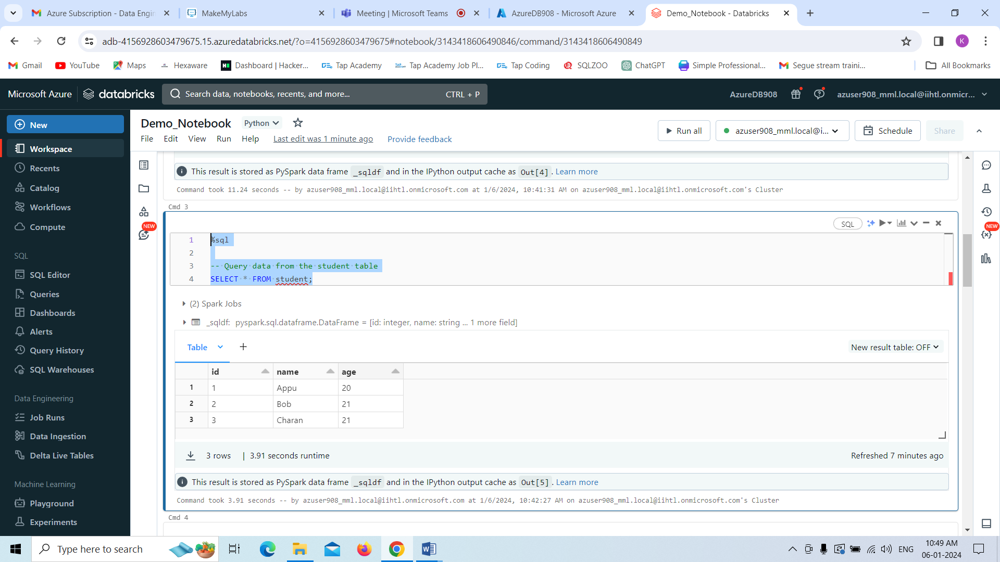 Azure Subscription - Data Engin
MakeMyLabs
Meeting | Microsoft Teams
AzureDB908 - Microsoft Azure
Demo_Notebook - Databricks
adb-4156928603479675.15.azuredatabricks.net/?o=4156928603479675#notebook/3143418606490846/command/3143418606490849
K
Gmail
YouTube
Maps
Hexaware
Dashboard | Hacker...
Tap Academy
Tap Academy Job Pl...
Tap Coding
SQLZOO
ChatGPT
Simple Professional...
Segue stream traini...
All Bookmarks
Microsoft Azure
databricks
Search data, notebooks, recents, and more...
CTRL + P
AzureDB908
azuser908_mml.local@iihtl.onmicr...
New
Workspace
Recents
Catalog
Workflows
Compute
SQL
SQL Editor
Queries
Dashboards
Alerts
Query History
SQL Warehouses
Data Engineering
Job Runs
Data Ingestion
Delta Live Tables
Machine Learning
Playground
Experiments
Demo_Notebook
Python
File Edit View Run Help
Last edit was 1 minute ago
Provide feedback
Run all
azuser908_mml.local@i...
Schedule
Share
NEW
NEW
This result is stored as PySpark data frame _sqldf and in the IPython output cache as Out[4] . Learn more
Command took 11.24 seconds -- by azuser908_mml.local@iihtl.onmicrosoft.com at 1/6/2024, 10:41:31 AM on azuser908_mml.local@iihtl.onmicrosoft.com's Cluster
Cmd 3
SQL
1 %sql
2
3 -- Query data from the student table
4 SELECT * FROM student;
(2) Spark Jobs
_sqldf: pyspark.sql.dataframe.DataFrame = [id: integer, name: string ... 1 more field]
Table
New result table: OFF
id name age
1 1 Appu 20
2 2 Bob 21
3 3 Charan 21
3 rows | 3.91 seconds runtime
Refreshed 7 minutes ago
This result is stored as PySpark data frame _sqldf and in the IPython output cache as Out[5] . Learn more
Command took 3.91 seconds -- by azuser908_mml.local@iihtl.onmicrosoft.com at 1/6/2024, 10:42:27 AM on azuser908_mml.local@iihtl.onmicrosoft.com's Cluster
Cmd 4
Type here to search
ENG
10:49 AM
06-01-2024